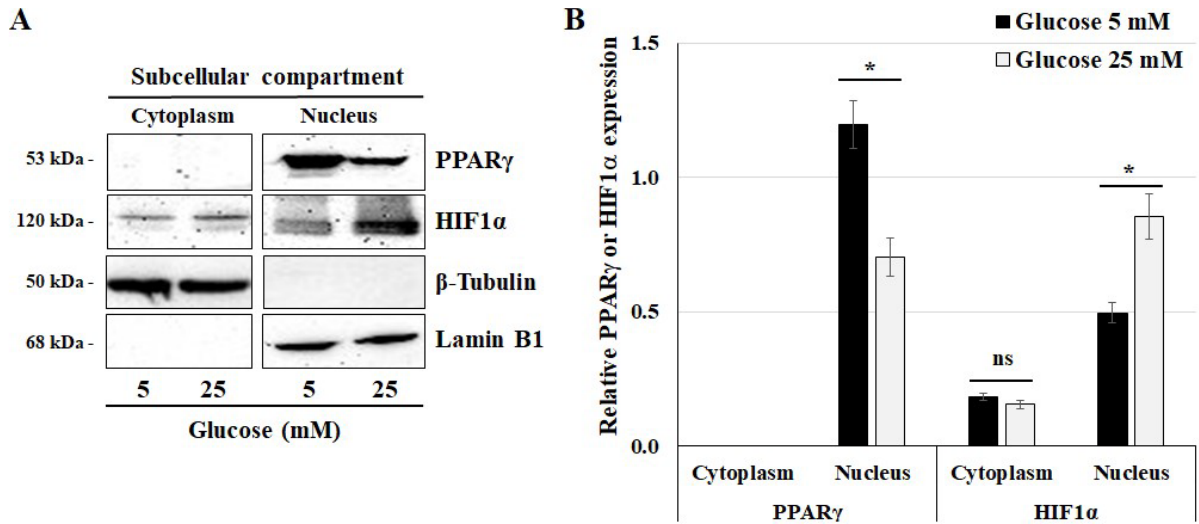 A
Subcellular compartment
Cytoplasm Nucleus
53 kDa - PPARγ
120 kDa - HIF1α
50 kDa - β-Tubulin
68 kDa - Lamin B1
5 25 5 25
Glucose (mM)
B
Glucose 5 mM
Glucose 25 mM
Relative PPARγ or HIF1α expression
1.5
1.0
0.5
0.0
*
ns
*
Cytoplasm Nucleus Cytoplasm Nucleus
PPARγ HIF1α